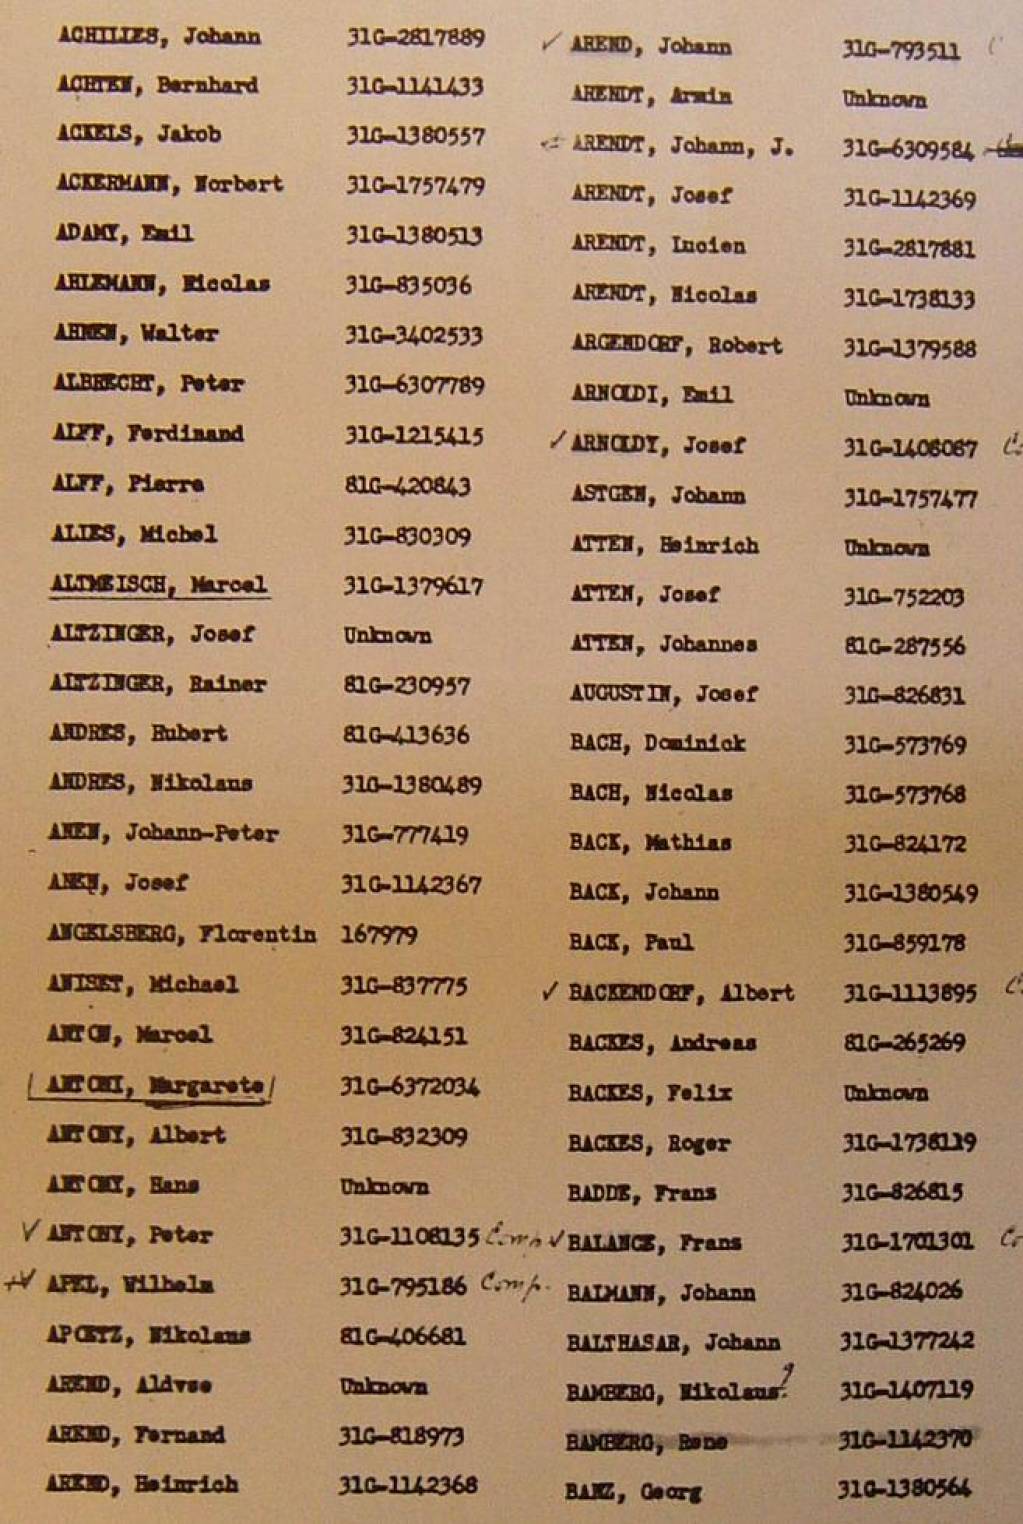 ACHILLES, Johann 31G-2817889
ACHTEN, Bernhard 31G-1141433
ACKELS, Jakob 31G-1380557
ACKERMANN, Norbert 31G-1757479
ADAMY, Emil 31G-1380513
AHLEMANN, Nicolas 31G-835036
AHNEN, Walter 31G-3402533
ALBRECHT, Peter 31G-6307789
ALFF, Ferdinand 31G-1215415
ALFF, Pierre 81G-420843
ALIES, Michel 31G-830309
ALTMEISCH, Marcel 31G-1379617
ALTZINGER, Josef Unknown
ALTZINGER, Rainer 81G-230957
ANDRES, Hubert 81G-413636
ANDRES, Nikolaus 31G-1380489
ANEN, Johann-Peter 31G-777419
ANEN, Josef 31G-1142367
ANGELSBERG, Florentin 167979
ANISET, Michael 31G-837775
ANTON, Marcel 31G-824151
ANTONI, Margarete 31G-6372034
ANTONY, Albert 31G-832309
ANTONY, Hans Unknown
✓ ANTONY, Peter 31G-1108135 Comp
✓ APEL, Wilhelm 31G-795186 Comp.
APOETZ, Nikolaus 81G-406681
AREND, Aldvse Unknown
AREND, Fernand 31G-818973
AREND, Heinrich 31G-1142368
✓ AREND, Johann 31G-793511
ARENDT, Armin Unknown
ARENDT, Johann, J. 31G-6309584
ARENDT, Josef 31G-1142369
ARENDT, Lucien 31G-2817881
ARENDT, Nicolas 31G-1738133
ARGENDORF, Robert 31G-1379588
ARNOLDI, Emil Unknown
✓ ARNOLDY, Josef 31G-1408087 Co
ASTGEN, Johann 31G-1757477
ATTEN, Heinrich Unknown
ATTEN, Josef 31G-752203
ATTEN, Johannes 81G-287556
AUGUSTIN, Josef 31G-826831
BACH, Dominick 31G-573769
BACH, Nicolas 31G-573768
BACK, Mathias 31G-824172
BACK, Johann 31G-1380549
BACK, Paul 31G-859178
✓ BACKENDORF, Albert 31G-1113895 C
BACKES, Andreas 81G-265269
BACKES, Felix Unknown
BACKES, Roger 31G-1738119
BADDE, Frans 31G-826815
✓ BALANCE, Frans 31G-1701301 Co
BALMANN, Johann 31G-824026
BALTHASAR, Johann 31G-1377242
BAMBERG, Nikolaus? 31G-1407119
BAMBERG, Rene 31G-1142370
BANZ, Georg 31G-1380564